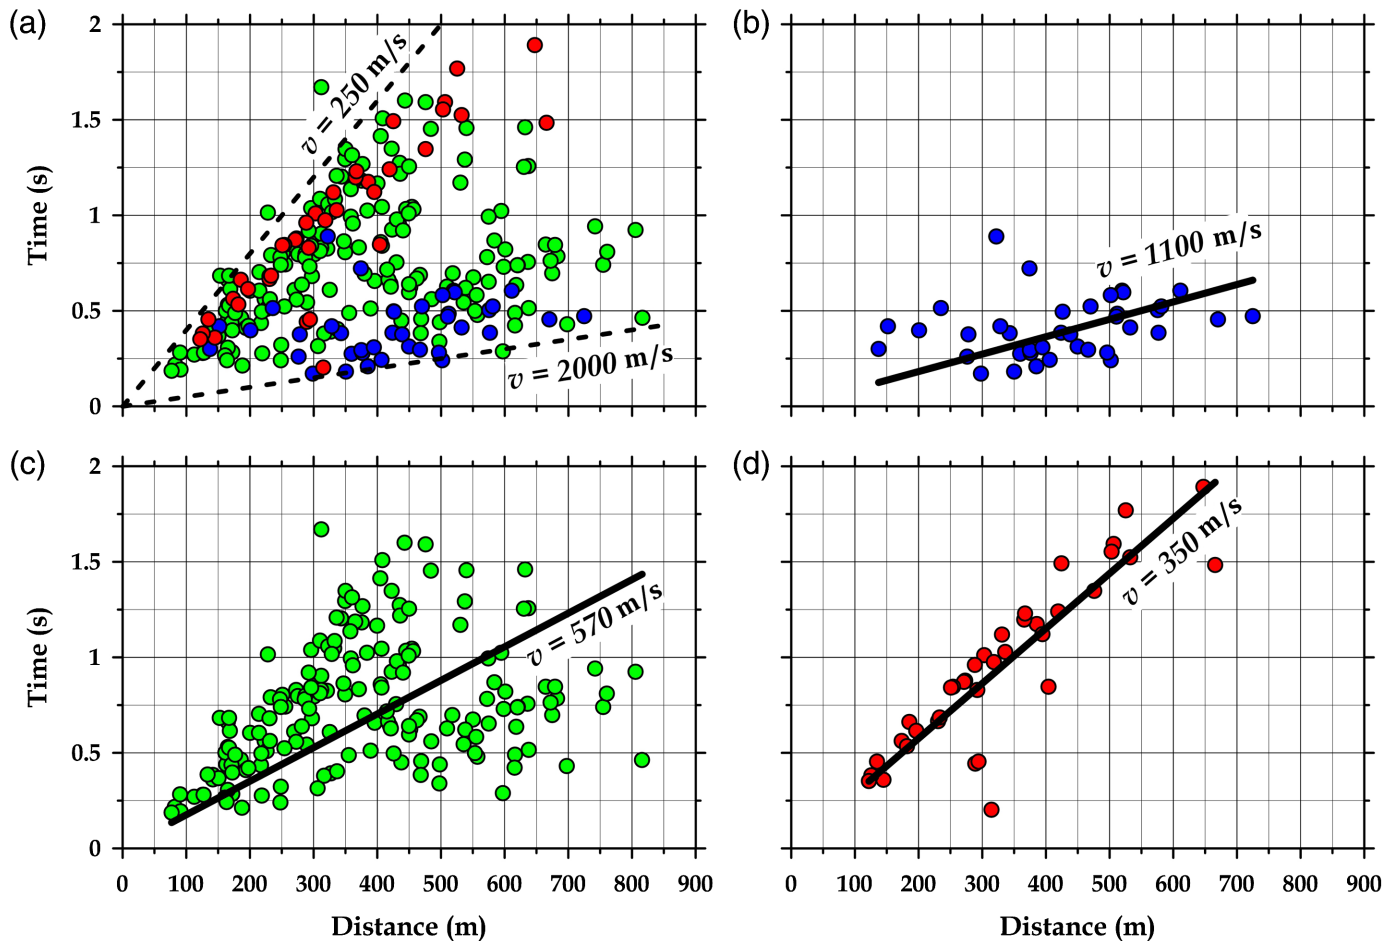 (a)
2
1.5
1
0.5
0
Time (s)
v = 250 m/s
v = 2000 m/s
(b)
v = 1100 m/s
(c)
2
1.5
1
0.5
0
Time (s)
v = 570 m/s
0 100 200 300 400 500 600 700 800 900
Distance (m)
(d)
v = 350 m/s
0 100 200 300 400 500 600 700 800 900
Distance (m)